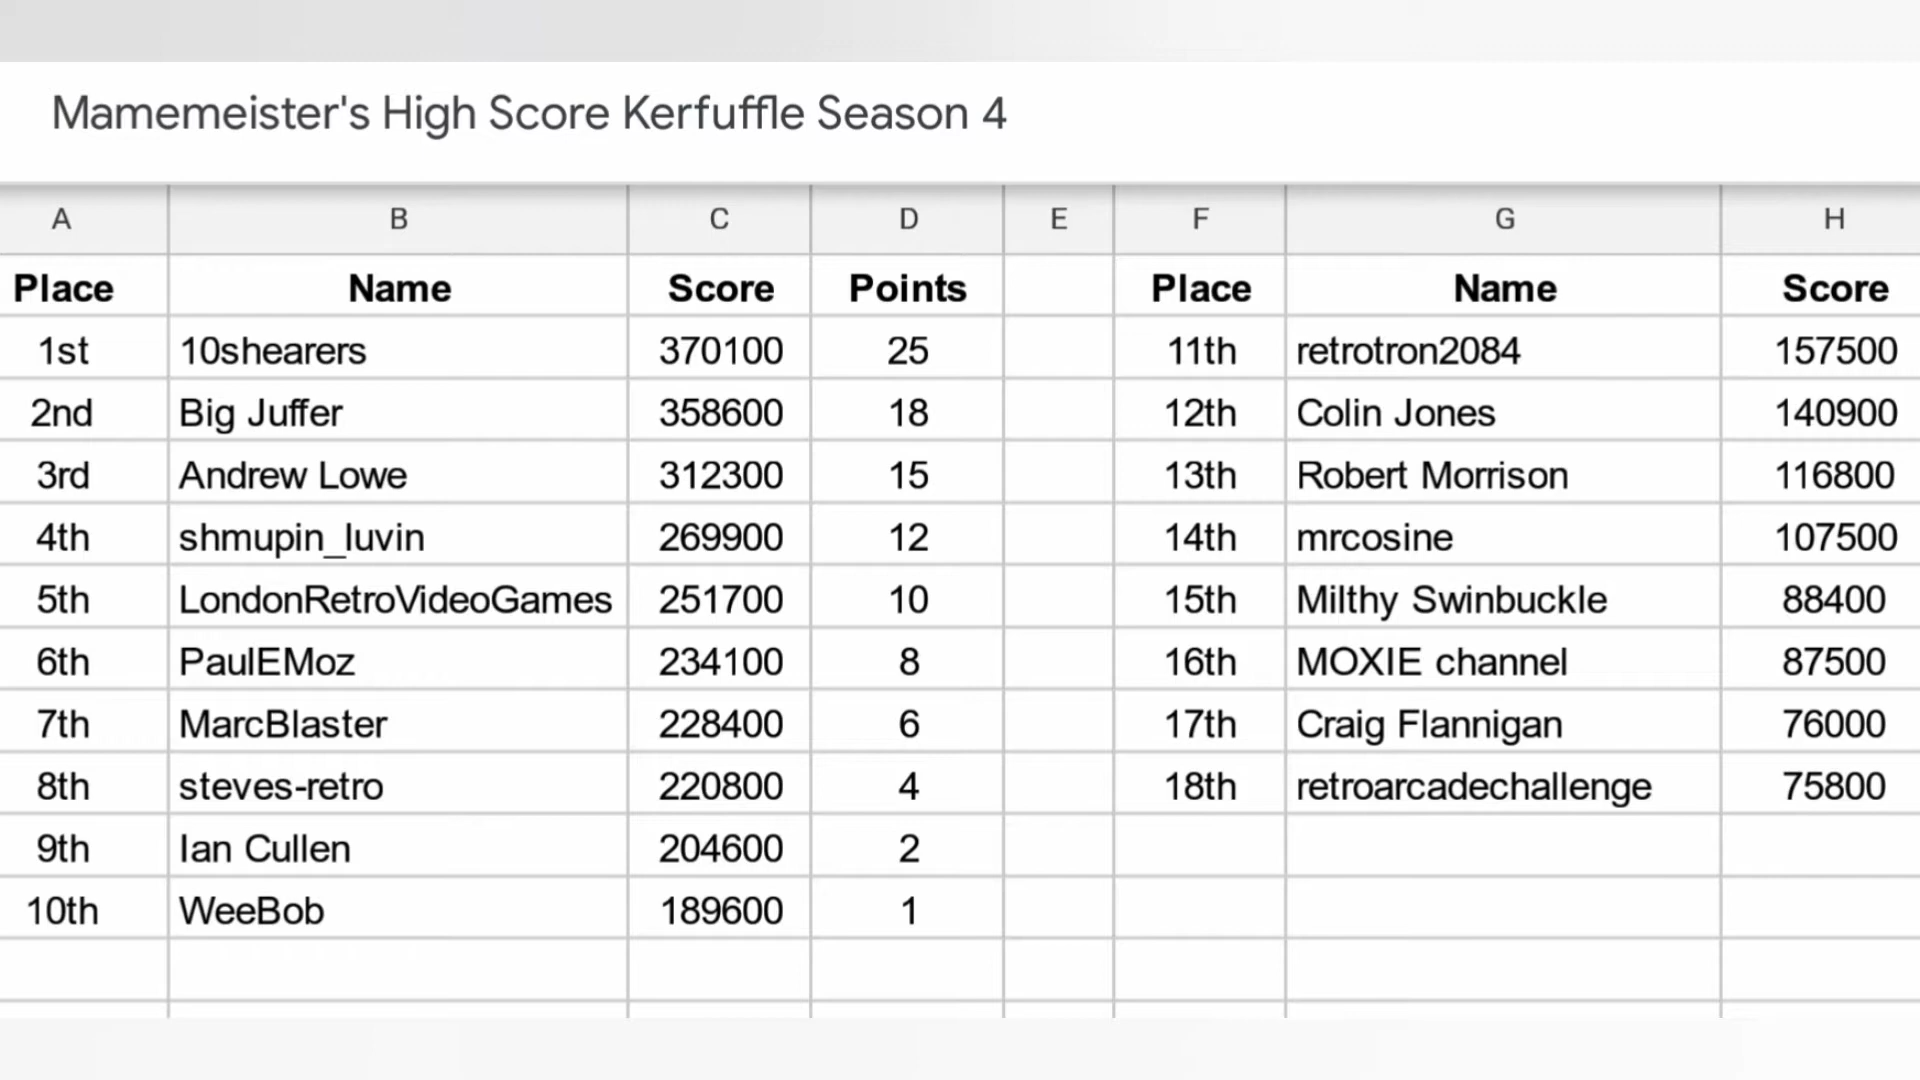 Mamemeister's High Score Kerfuffle Season 4
A B C D E F G H
Place Name Score Points Place Name Score
1st 10shearers 370100 25 11th retrotron2084 157500
2nd Big Juffer 358600 18 12th Colin Jones 140900
3rd Andrew Lowe 312300 15 13th Robert Morrison 116800
4th shmupin_luvin 269900 12 14th mrcosine 107500
5th LondonRetroVideoGames 251700 10 15th Milthy Swinbuckle 88400
6th PaulEMoz 234100 8 16th MOXIE channel 87500
7th MarcBlaster 228400 6 17th Craig Flannigan 76000
8th steves-retro 220800 4 18th retroarcadechallenge 75800
9th Ian Cullen 204600 2
10th WeeBob 189600 1